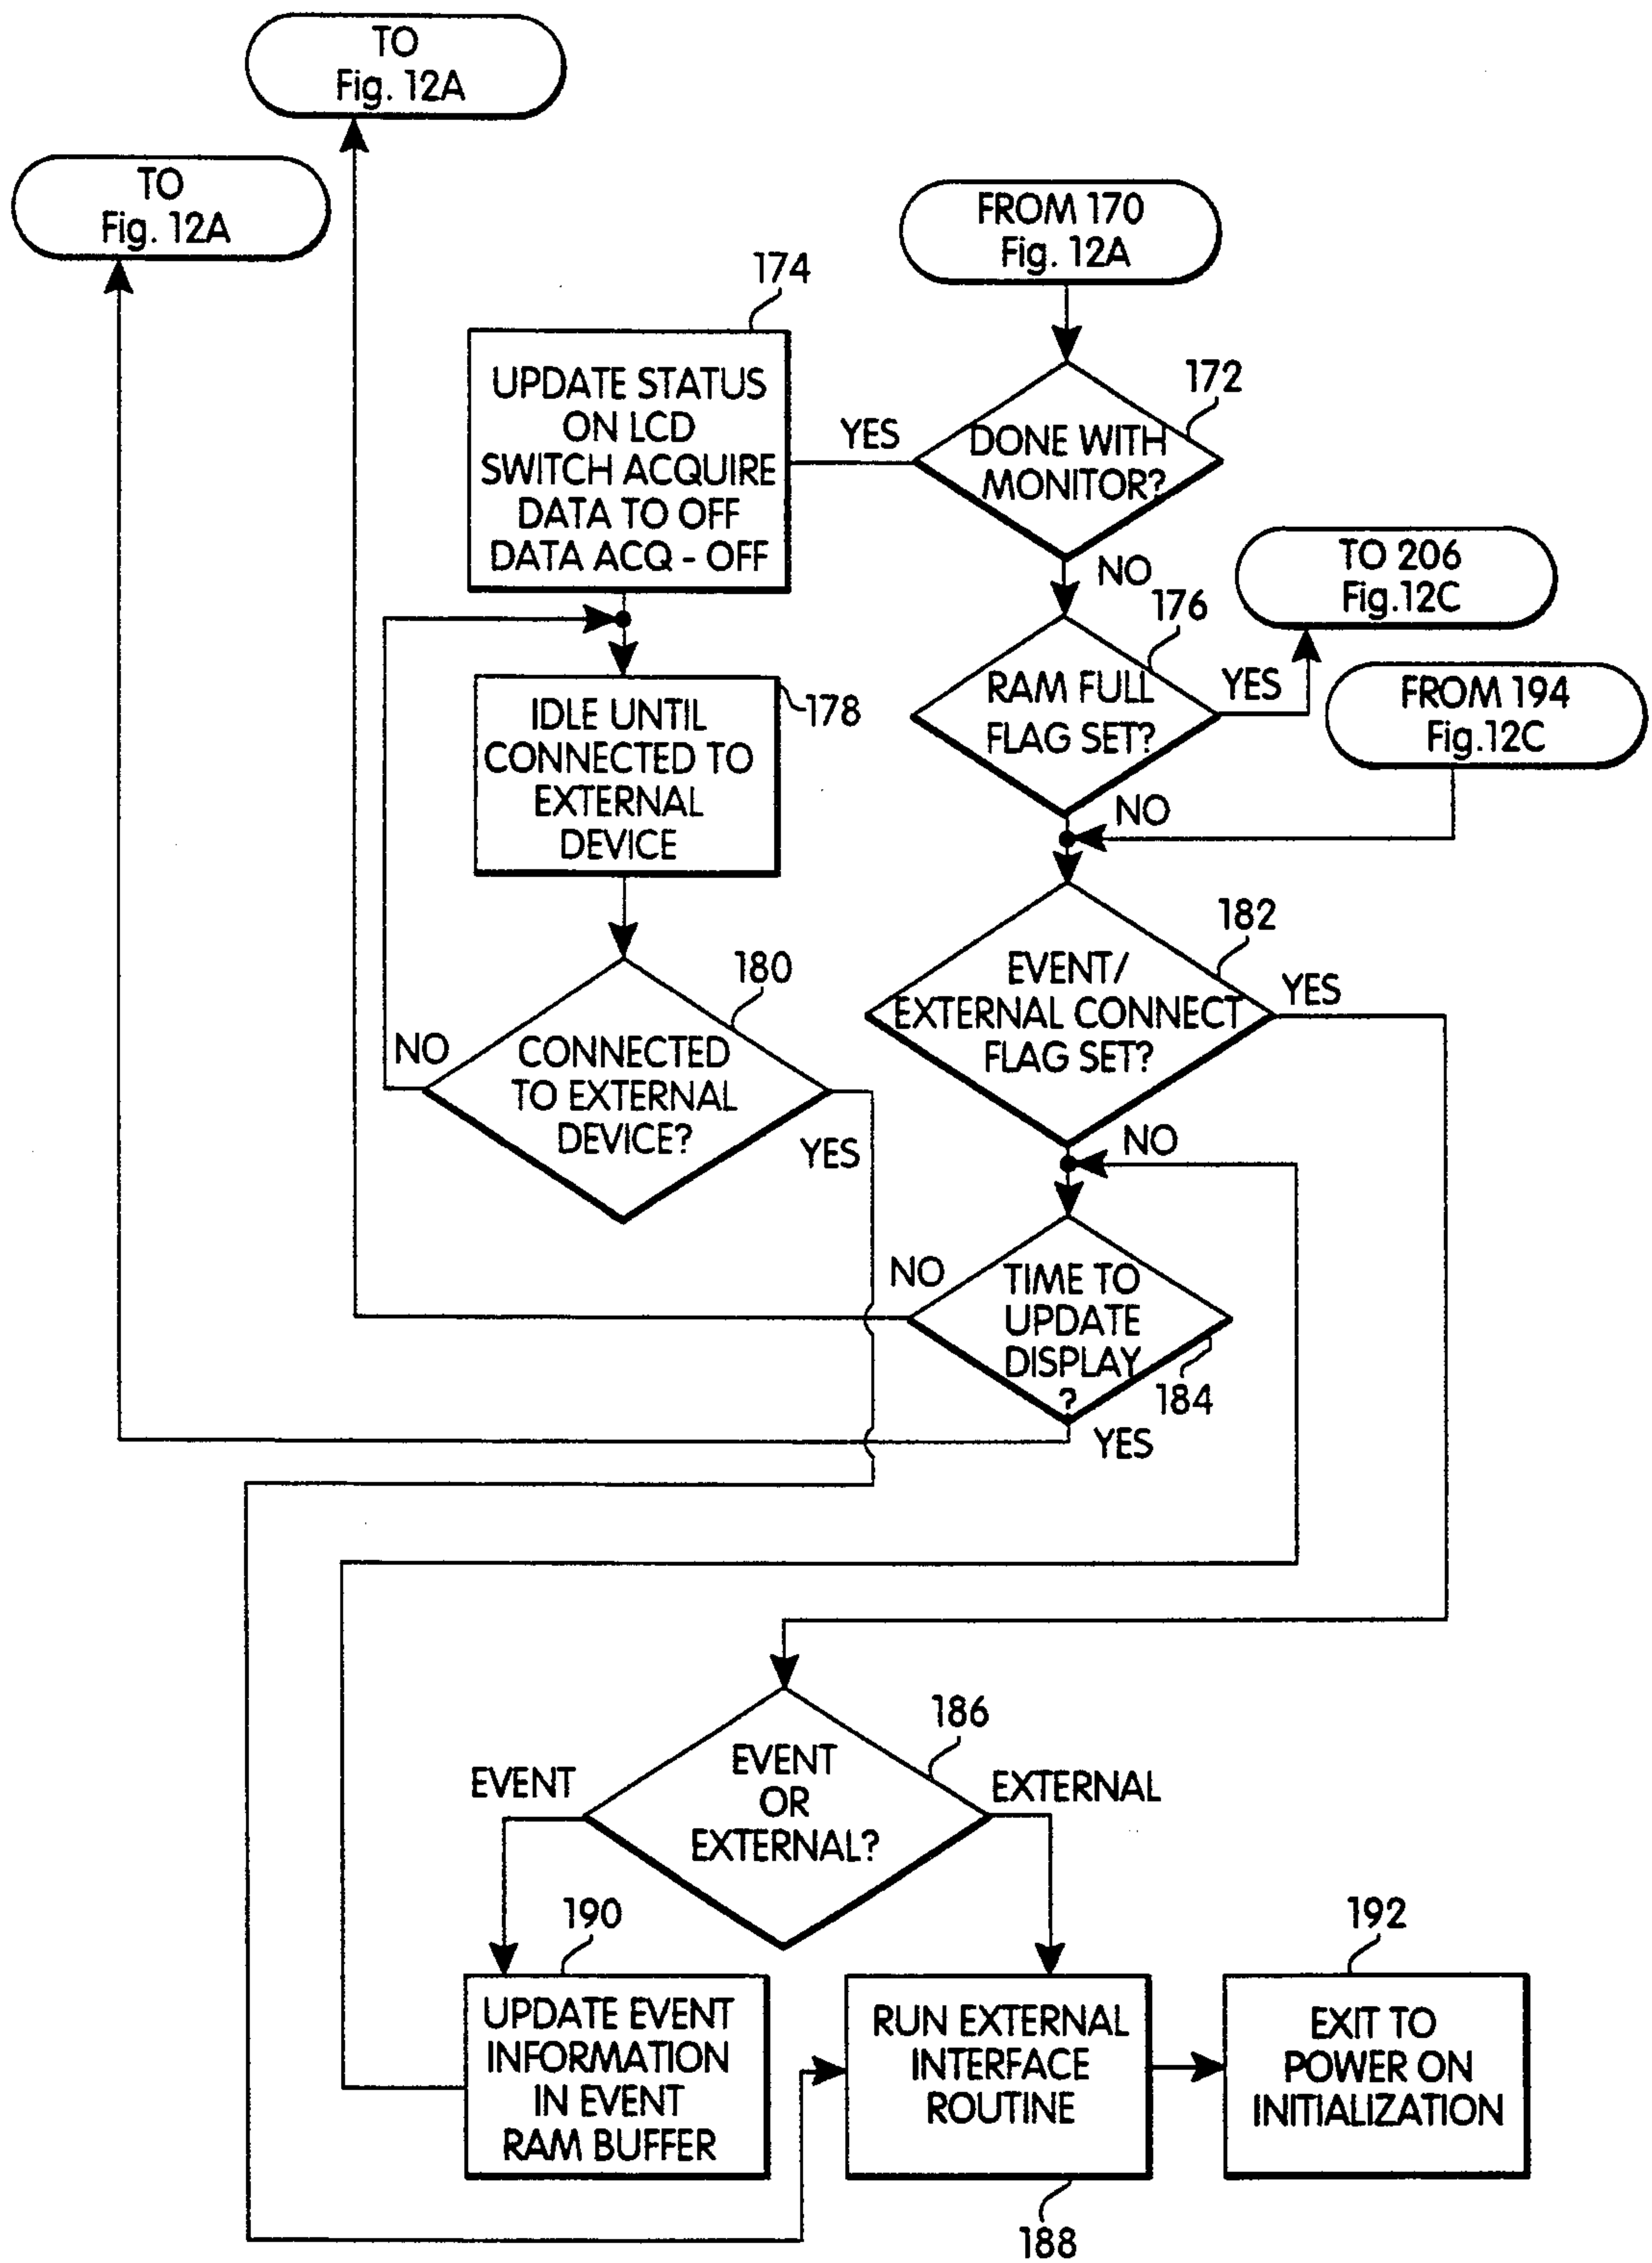 TO
Fig. 12A
TO
Fig. 12A
FROM 170
Fig. 12A
174
UPDATE STATUS
ON LCD
SWITCH ACQUIRE
DATA TO OFF
DATA ACQ - OFF
YES
172
DONE WITH
MONITOR?
NO
TO 206
Fig.12C
176
RAM FULL
FLAG SET?
YES
FROM 194
Fig.12C
NO
178
IDLE UNTIL
CONNECTED TO
EXTERNAL
DEVICE
180
NO
CONNECTED
TO EXTERNAL
DEVICE?
YES
182
EVENT/
EXTERNAL CONNECT
FLAG SET?
YES
NO
NO
TIME TO
UPDATE
DISPLAY
?
184
YES
186
EVENT
EVENT
OR
EXTERNAL?
EXTERNAL
190
UPDATE EVENT
INFORMATION
IN EVENT
RAM BUFFER
RUN EXTERNAL
INTERFACE
ROUTINE
188
192
EXIT TO
POWER ON
INITIALIZATION